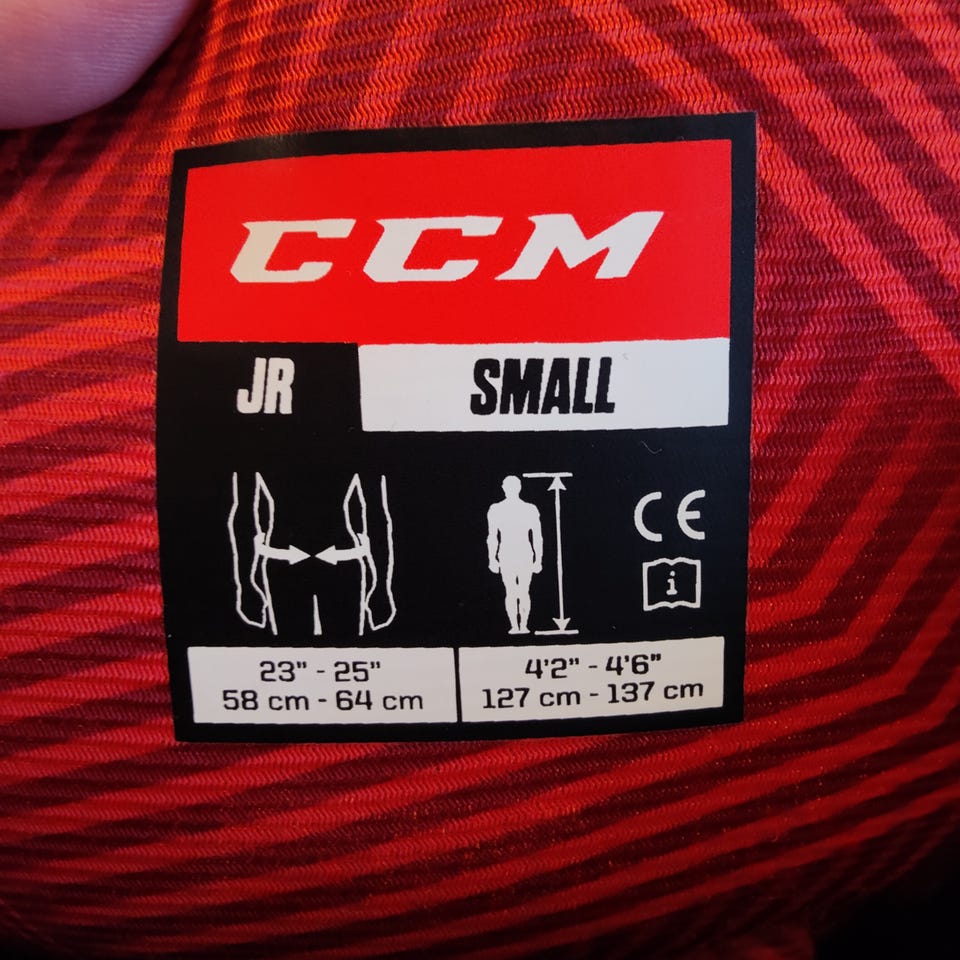 CCM
JR SMALL
CE
i
23" - 25"
58 cm - 64 cm
4'2" - 4'6"
127 cm - 137 cm